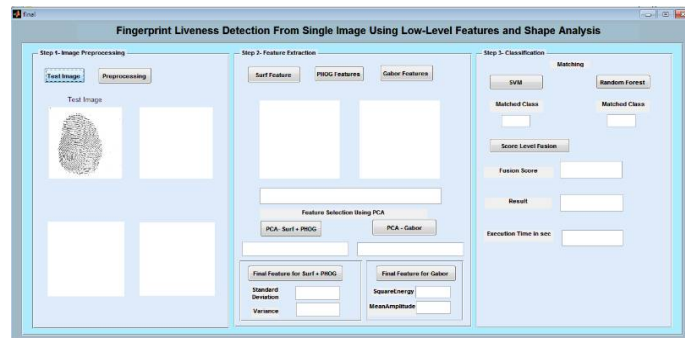 final
Fingerprint Liveness Detection From Single Image Using Low-Level Features and Shape Analysis
Step 1- Image Preprocessing
Test Image
Preprocessing
Test Image
Step 2- Feature Extraction
Surf Feature
PHOG Features
Gabor Features
Feature Selection Using PCA
PCA- Surf + PHOG
PCA - Gabor
Final Feature for Surf + PHOG
Standard
Deviation
Variance
Final Feature for Gabor
SquareEnergy
MeanAmplitude
Step 3- Classification
Matching
SVM
Random Forest
Matched Class
Matched Class
Score Level Fusion
Fusion Score
Result
Execution Time in sec